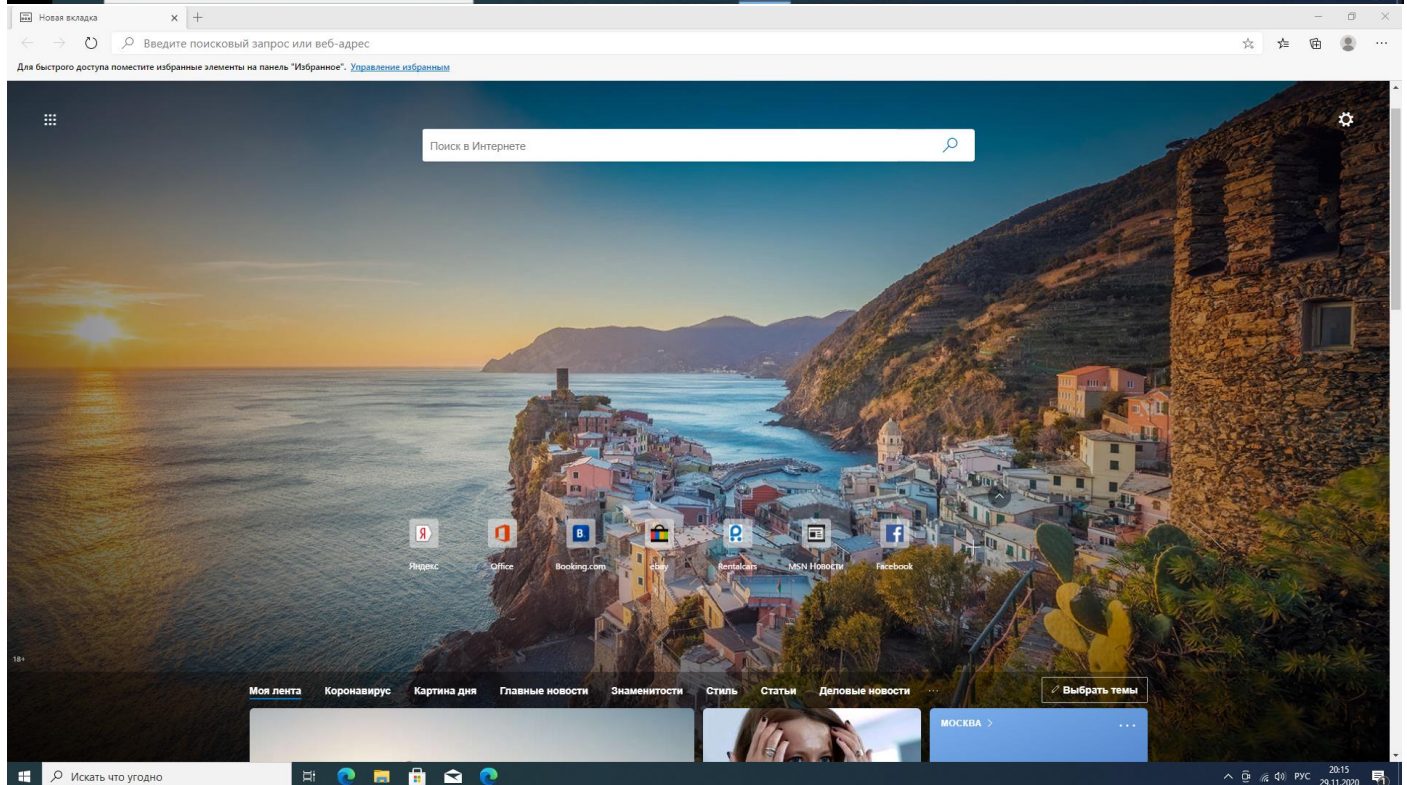 Новая вкладка
Введите поисковый запрос или веб-адрес
Для быстрого доступа поместите избранные элементы на панель "Избранное". Управление избранным
Поиск в Интернете
Я
B.
Яндекс Office Booking.com ebay Rentalcars MSN Новости Facebook
18+
Моя лента Коронавирус Картина дня Главные новости Знаменитости Стиль Статьи Деловые новости ... Выбрать темы
МОСКВА > ...
Искать что угодно
РУС
20:15
29.11.2020
1